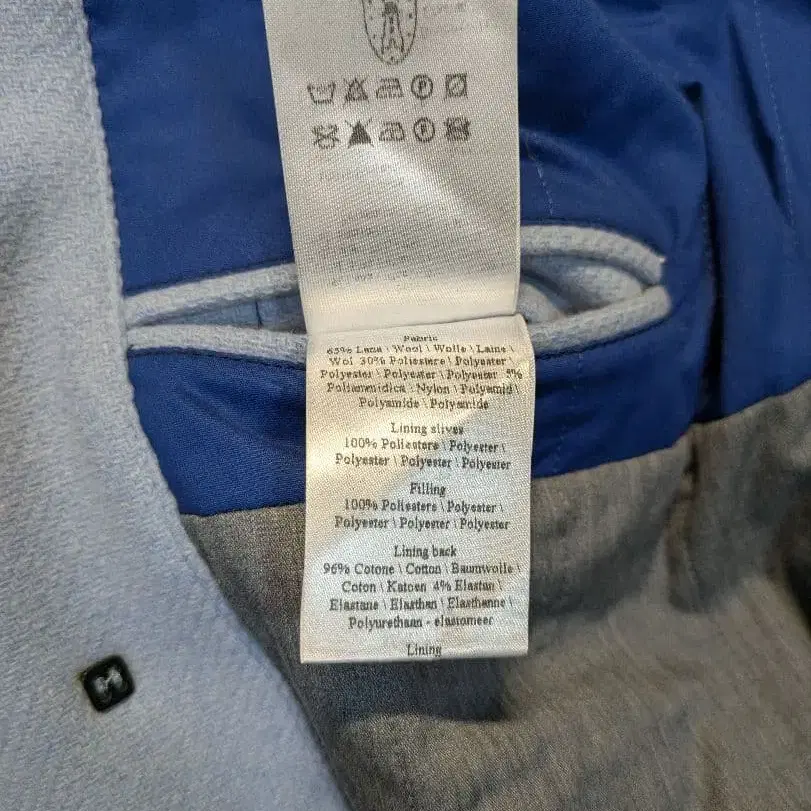 Fabric
65% Lana \ Wool \ Wolle \ Laine \
Wol 30% Poliestere \ Polyester \
Polyester \ Polyester \ Polyester 5%
Poliammidica \ Nylon \ Polyamid \
Polyamide \ Polyamide
Lining slives
100% Poliestere \ Polyester \
Polyester \ Polyester \ Polyester
Filling
100% Poliestere \ Polyester \
Polyester \ Polyester \ Polyester
Lining back
96% Cotone \ Cotton \ Baumwolle \
Coton \ Katoen 4% Elastan \
Elastane \ Elasthan \ Elasthanne \
Polyurethaan - elastomeer
Lining